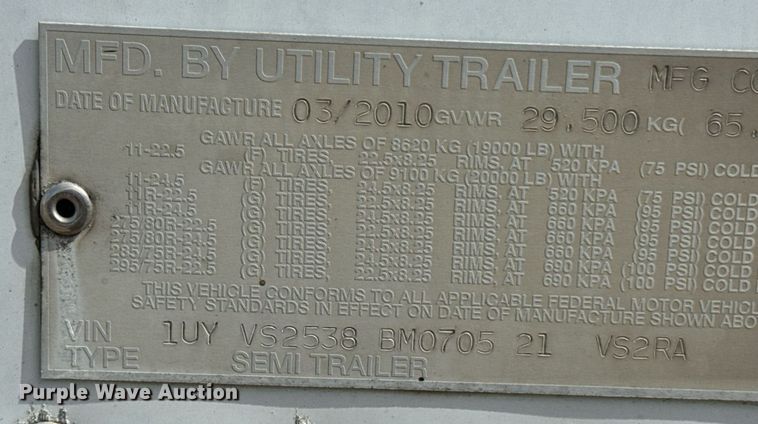 MFD. BY UTILITY TRAILER MFG CO
DATE OF MANUFACTURE 03/2010 GVWR 29.500 KG( 65.
GAWR ALL AXLES OF 8620 KG (19000 LB) WITH
11-22.5 (F) TIRES, 22.5x8.25 RIMS, AT 520 KPA (75 PSI) COLD
GAWR ALL AXLES OF 9100 KG (20000 LB) WITH
11-24.5 (F) TIRES, 24.5x8.25 RIMS, AT 520 KPA (75 PSI) COLD
11R-22.5 (G) TIRES, 22.5x8.25 RIMS, AT 660 KPA (95 PSI) COLD
11R-24.5 (G) TIRES, 24.5x8.25 RIMS, AT 660 KPA (95 PSI) COLD
275/80R-22.5 (G) TIRES, 22.5x8.25 RIMS, AT 660 KPA (95 PSI) COLD
275/80R-24.5 (G) TIRES, 24.5x8.25 RIMS, AT 660 KPA (95 PSI) COLD
285/75R-24.5 (G) TIRES, 24.5x8.25 RIMS, AT 690 KPA (100 PSI) COLD
295/75R-22.5 (G) TIRES, 22.5x8.25 RIMS, AT 690 KPA (100 PSI) COLD
THIS VEHICLE CONFORMS TO ALL APPLICABLE FEDERAL MOTOR VEHICL
SAFETY STANDARDS IN EFFECT ON DATE OF MANUFACTURE SHOWN ABO
VIN 1UY VS2538 BM0705 21 VS2RA
TYPE SEMI TRAILER
Purple Wave Auction